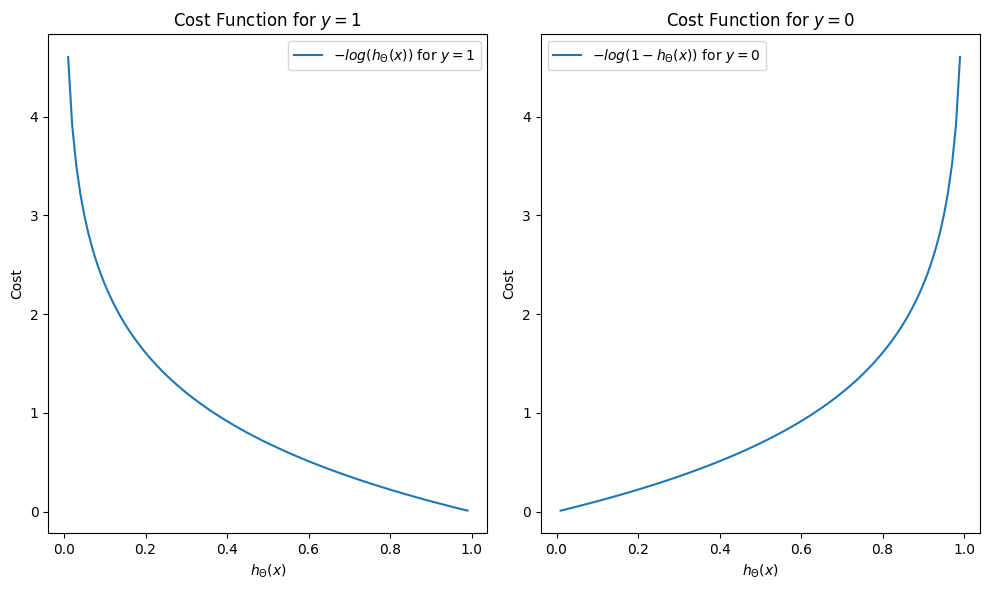 Cost Function for y = 1
−log(hΘ(x)) for y = 1
4
3
2
1
0
Cost
0.0 0.2 0.4 0.6 0.8 1.0
hΘ(x)
Cost Function for y = 0
−log(1 − hΘ(x)) for y = 0
4
3
2
1
0
Cost
0.0 0.2 0.4 0.6 0.8 1.0
hΘ(x)